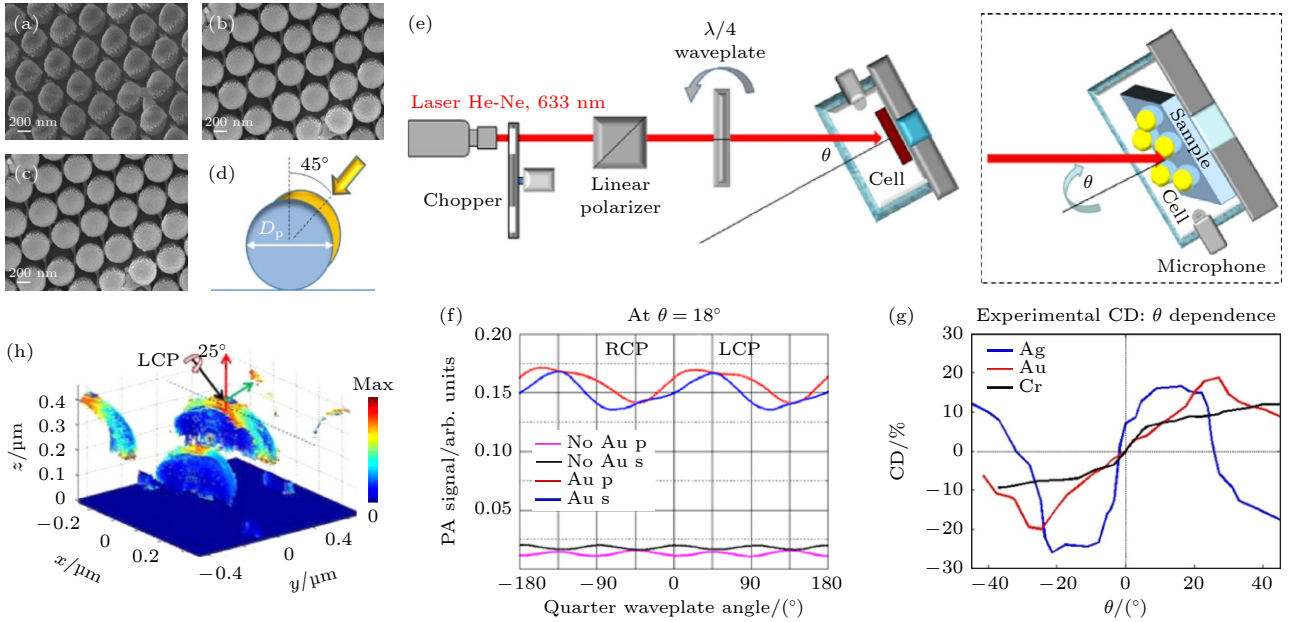 (a)
200 nm
(b)
200 nm
(c)
200 nm
(d)
45°
D_p
(e)
λ/4
waveplate
Laser He-Ne, 633 nm
Chopper
Linear
polarizer
θ
Cell
θ
Sample
Cell
Microphone
(h)
LCP
25°
Max
0
z/μm
0.4
0.3
0.2
0.1
0
−0.2
0
0.2
x/μm
−0.4
0
0.4
y/μm
(f)
At θ = 18°
RCP
LCP
PA signal/arb. units
0.20
0.15
0.10
0.05
No Au p
No Au s
Au p
Au s
−180
−90
0
90
180
Quarter waveplate angle/(°)
(g)
Experimental CD: θ dependence
Ag
Au
Cr
CD/%
30
20
10
0
−10
−20
−30
−40
−20
0
20
40
θ/(°)